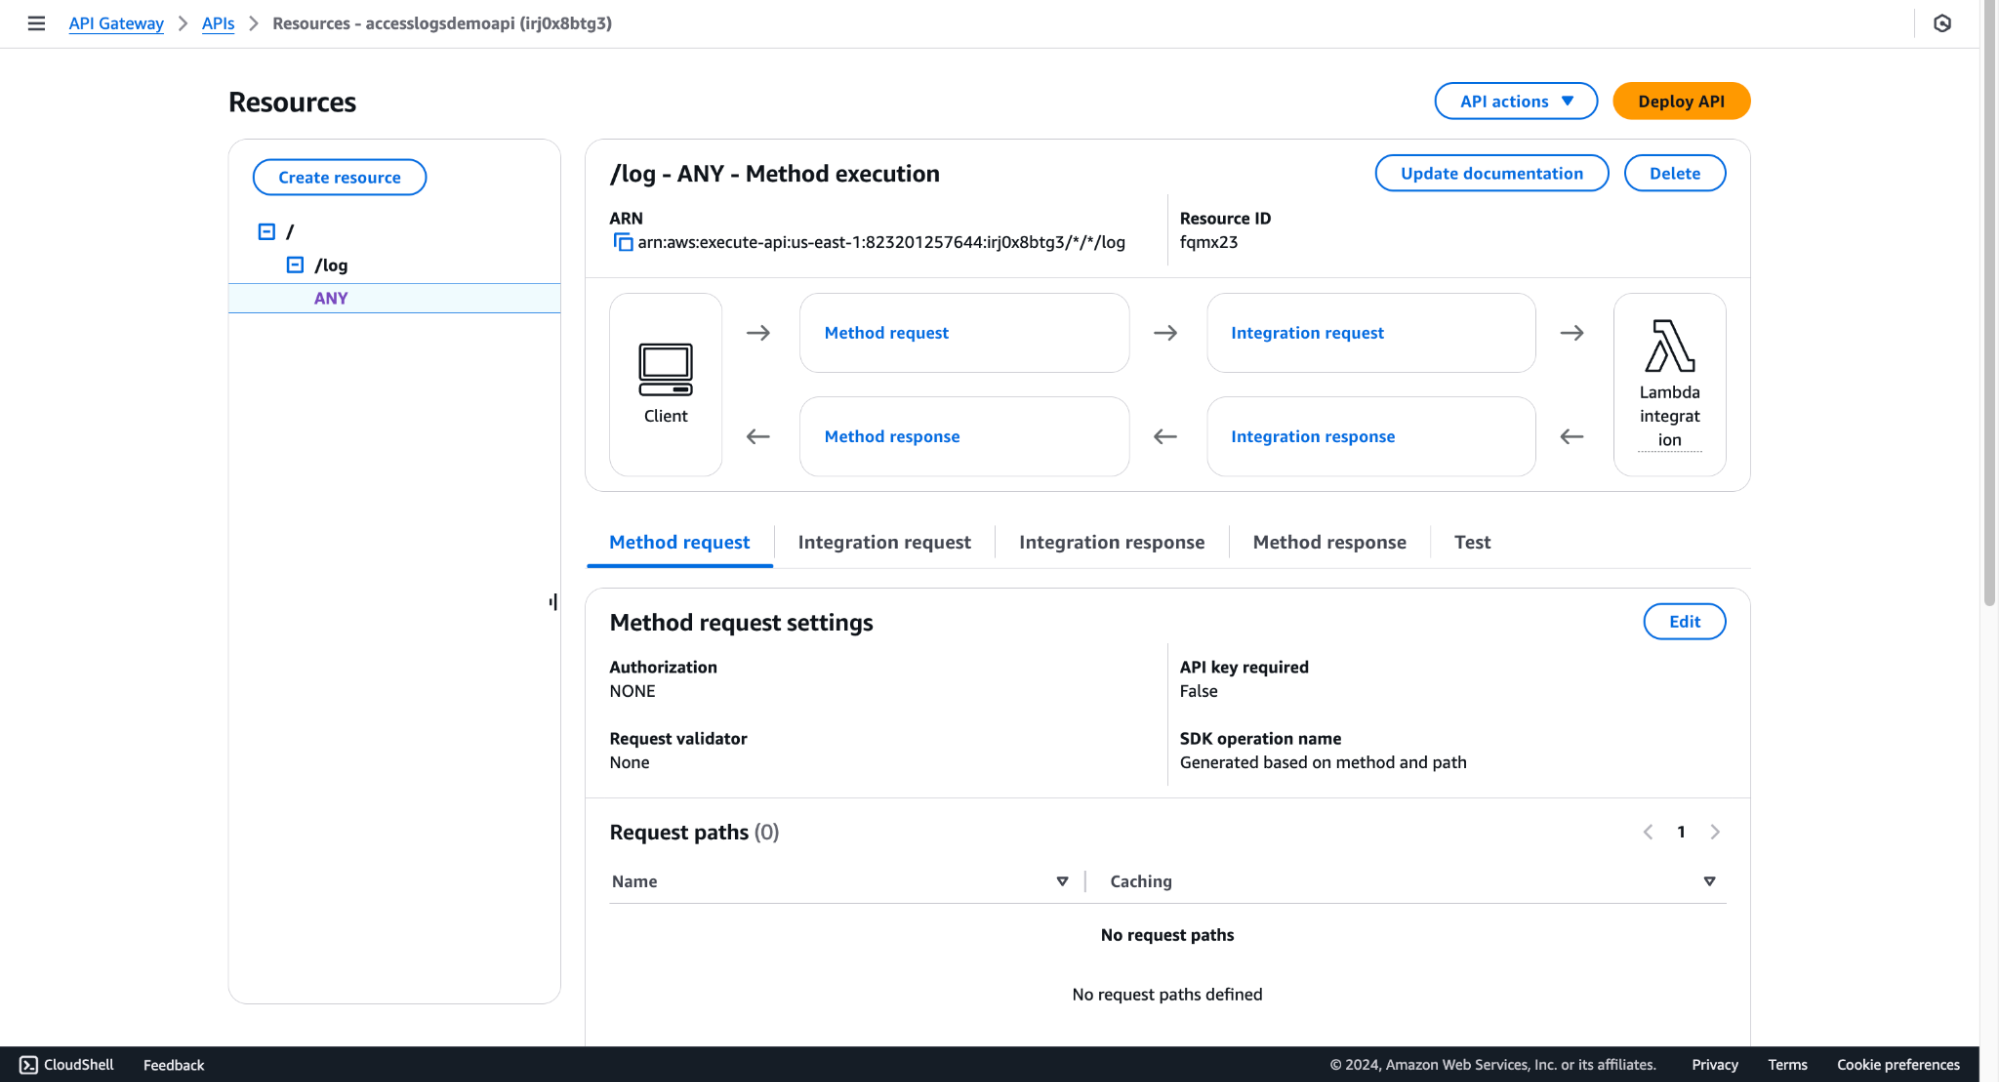 API Gateway > APIs > Resources - accesslogsdemoapi (irj0x8btg3)
Resources
API actions
Deploy API
Create resource
/
/log
ANY
/log - ANY - Method execution
Update documentation
Delete
ARN
arn:aws:execute-api:us-east-1:823201257644:irj0x8btg3/*/*/log
Resource ID
fqmx23
Client
Method request
Integration request
Method response
Integration response
Lambda
integrat
ion
Method request
Integration request
Integration response
Method response
Test
Method request settings
Edit
Authorization
NONE
API key required
False
Request validator
None
SDK operation name
Generated based on method and path
Request paths (0)
1
Name
Caching
No request paths
No request paths defined
CloudShell
Feedback
© 2024, Amazon Web Services, Inc. or its affiliates.
Privacy
Terms
Cookie preferences